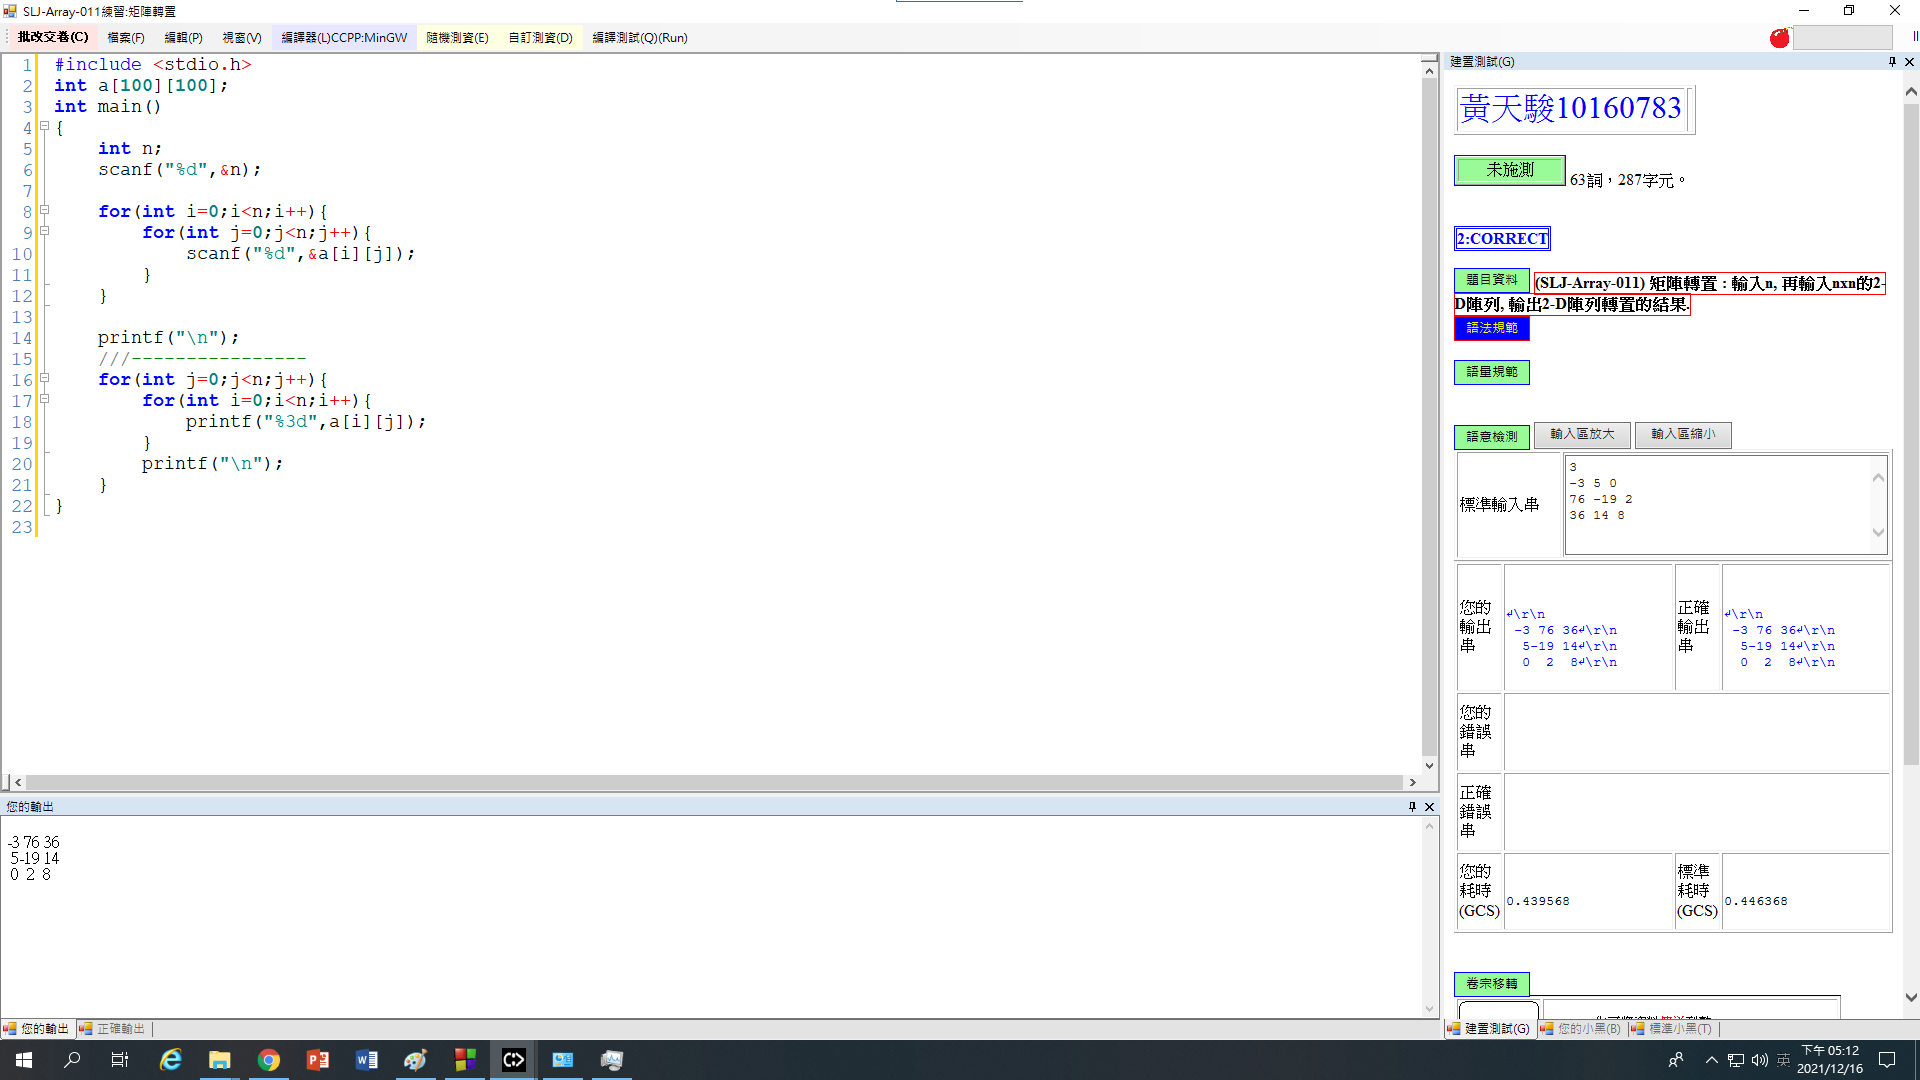 SLJ-Array-011練習:矩陣轉置
批改交卷(C) 檔案(F) 編輯(P) 視窗(V) 編譯器(L)CCPP:MinGW 隨機測資(E) 自訂測資(D) 編譯測試(Q)(Run)
1 #include <stdio.h>
2 int a[100][100];
3 int main()
4 {
5 int n;
6 scanf("%d",&n);
7
8 for(int i=0;i<n;i++){
9 for(int j=0;j<n;j++){
10 scanf("%d",&a[i][j]);
11 }
12 }
13
14 printf("\n");
15 ///----------------
16 for(int j=0;j<n;j++){
17 for(int i=0;i<n;i++){
18 printf("%3d",a[i][j]);
19 }
20 printf("\n");
21 }
22 }
23
您的輸出
-3 76 36
5-19 14
0 2 8
您的輸出 正確輸出
建置測試(G)
黃天駿10160783
未施測 63詞，287字元。
2:CORRECT
題目資料 (SLJ-Array-011) 矩陣轉置 : 輸入n, 再輸入nxn的2-
D陣列, 輸出2-D陣列轉置的結果.
語法規範
語量規範
語意檢測 輸入區放大 輸入區縮小
標準輸入串
3
-3 5 0
76 -19 2
36 14 8
您的輸出串
↲\r\n
-3 76 36↲\r\n
5-19 14↲\r\n
0 2 8↲\r\n
正確輸出串
↲\r\n
-3 76 36↲\r\n
5-19 14↲\r\n
0 2 8↲\r\n
您的錯誤串
正確錯誤串
您的耗時(GCS) 0.439568 標準耗時(GCS) 0.446368
卷宗移轉
建置測試(G) 您的小黑(B) 標準小黑(T)
英 下午 05:12
2021/12/16